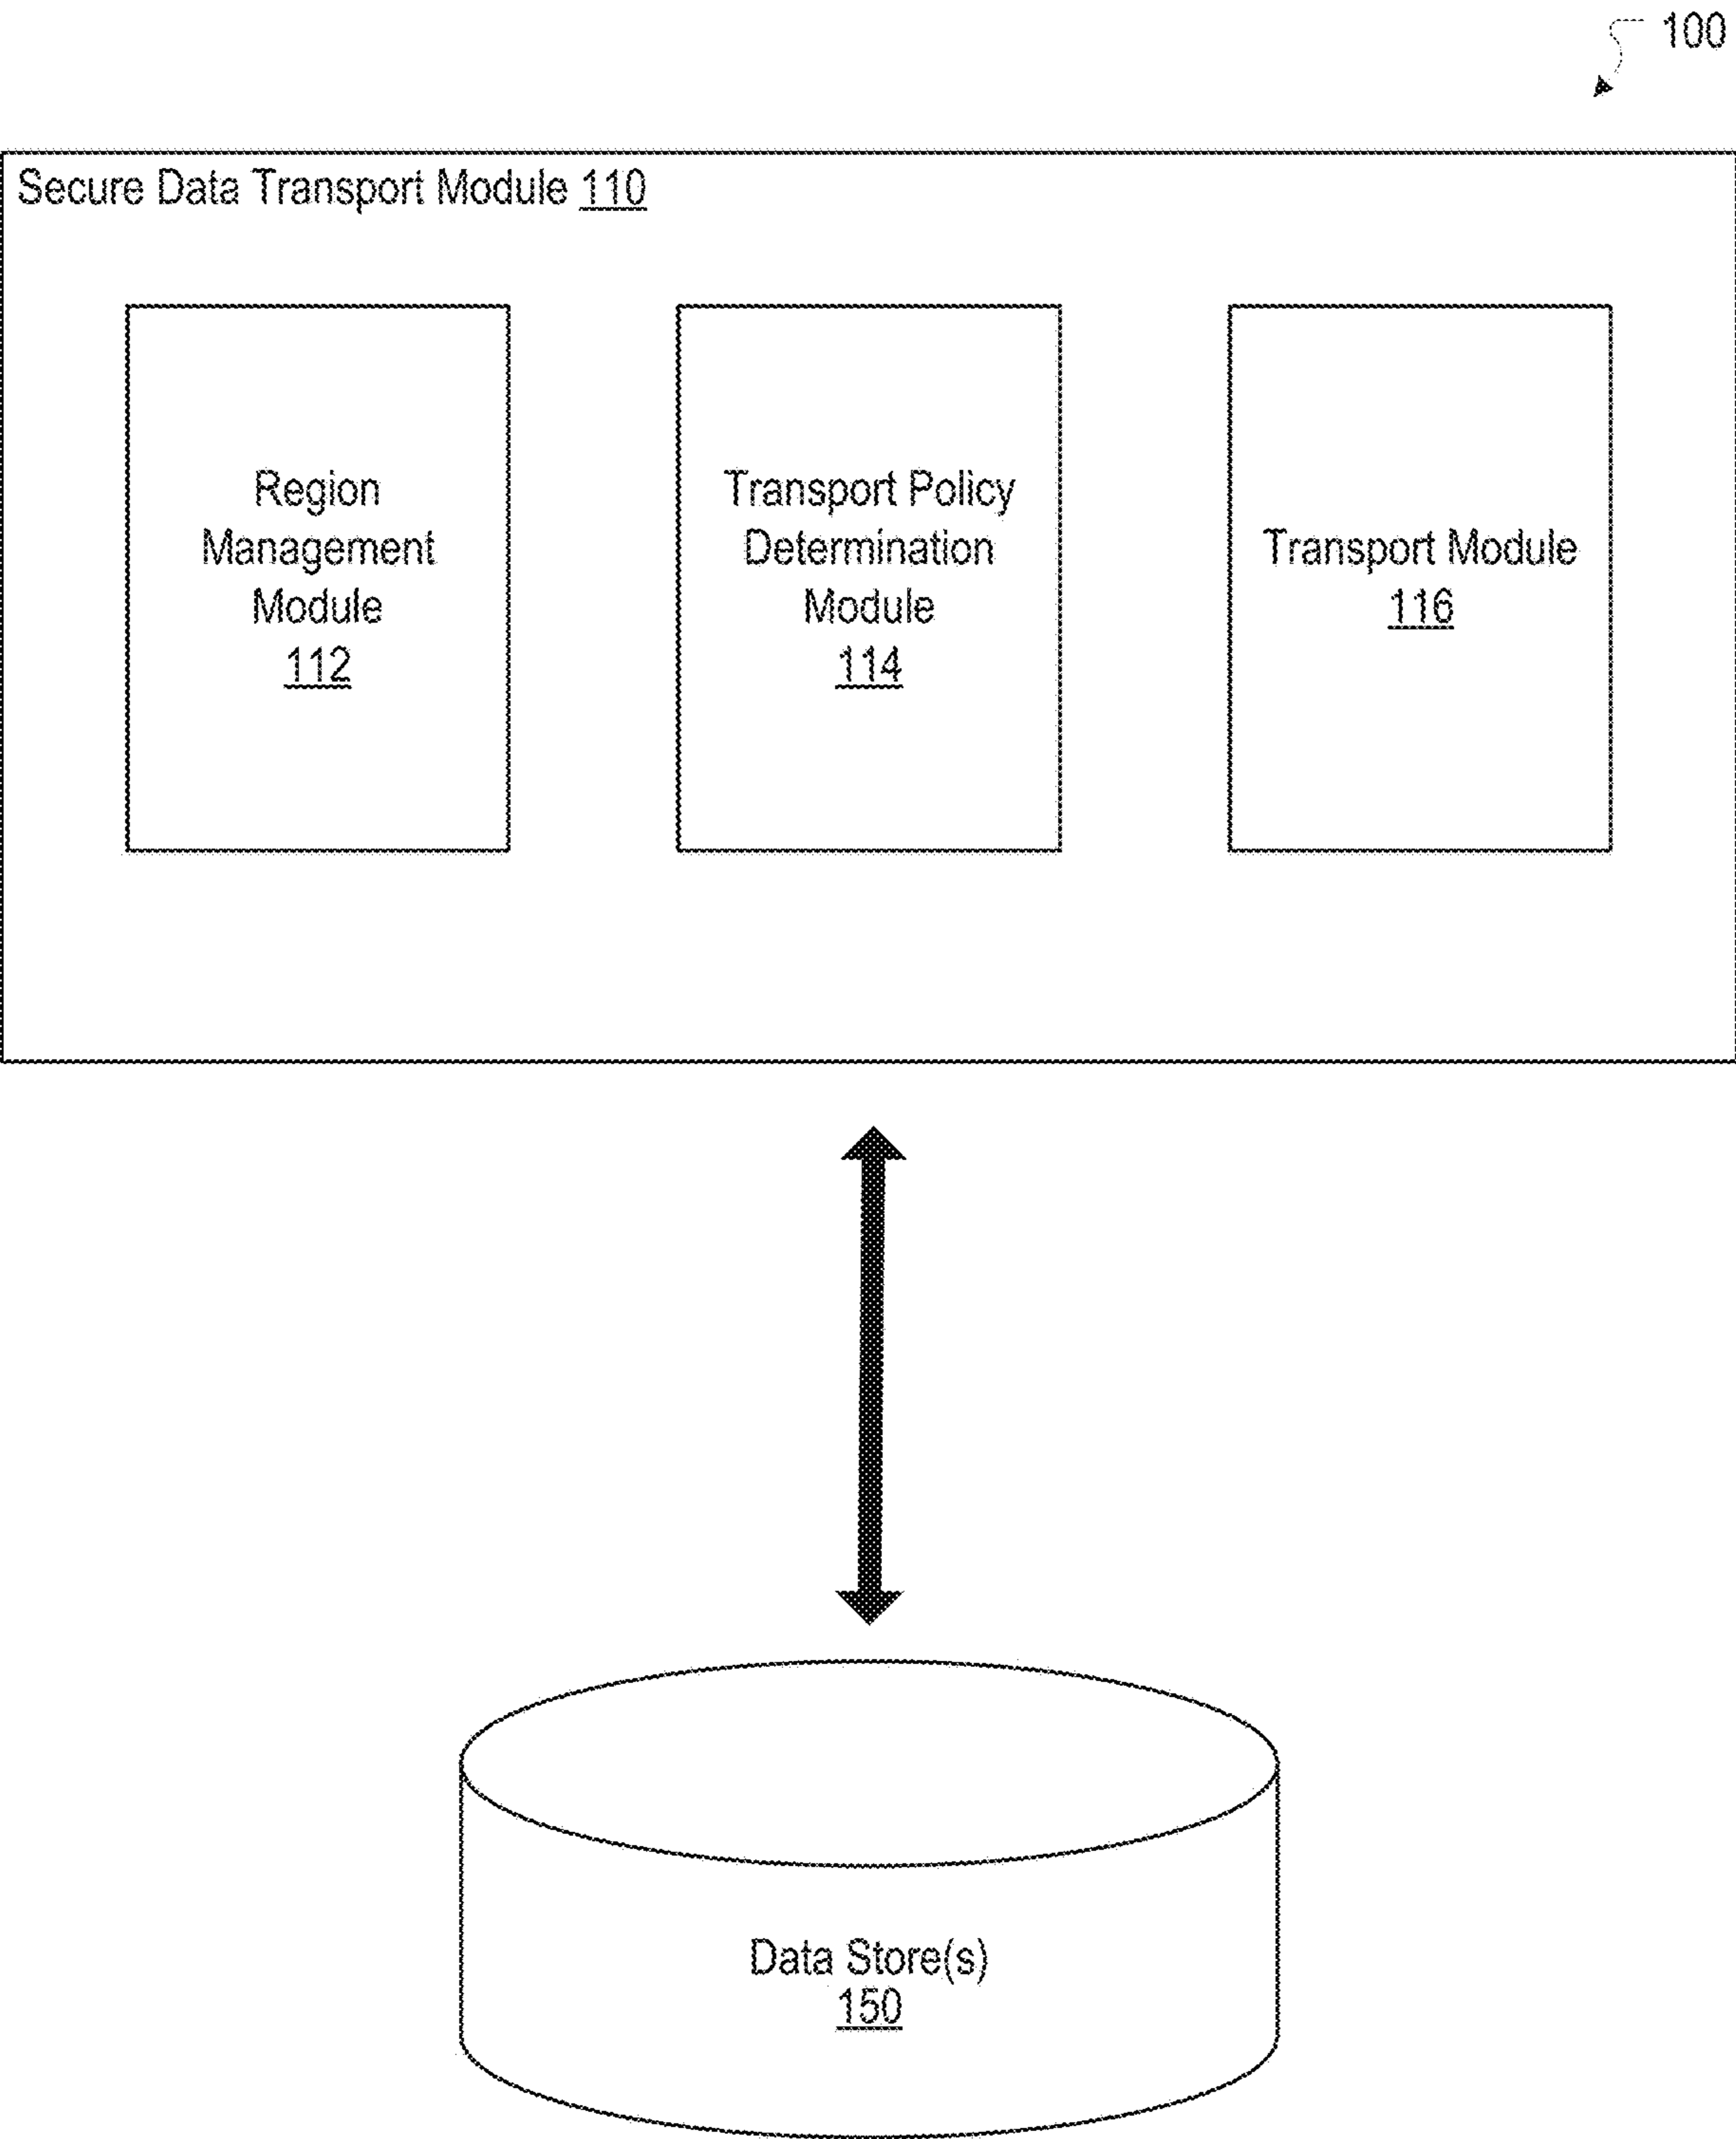 100
Secure Data Transport Module 110
Region
Management
Module
112
Transport Policy
Determination
Module
114
Transport Module
116
Data Store(s)
150